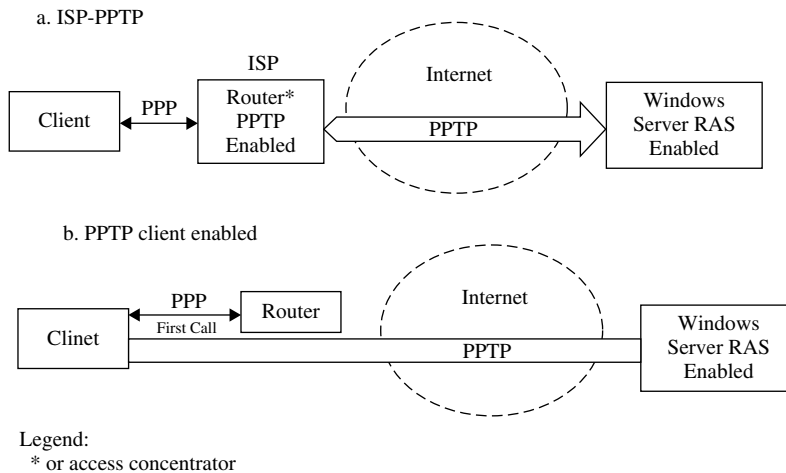 a. ISP-PPTP
ISP
Internet
Client
PPP
Router*
PPTP
Enabled
PPTP
Windows
Server RAS
Enabled
b. PPTP client enabled
Internet
Clinet
PPP
First Call
Router
PPTP
Windows
Server RAS
Enabled
Legend:
* or access concentrator